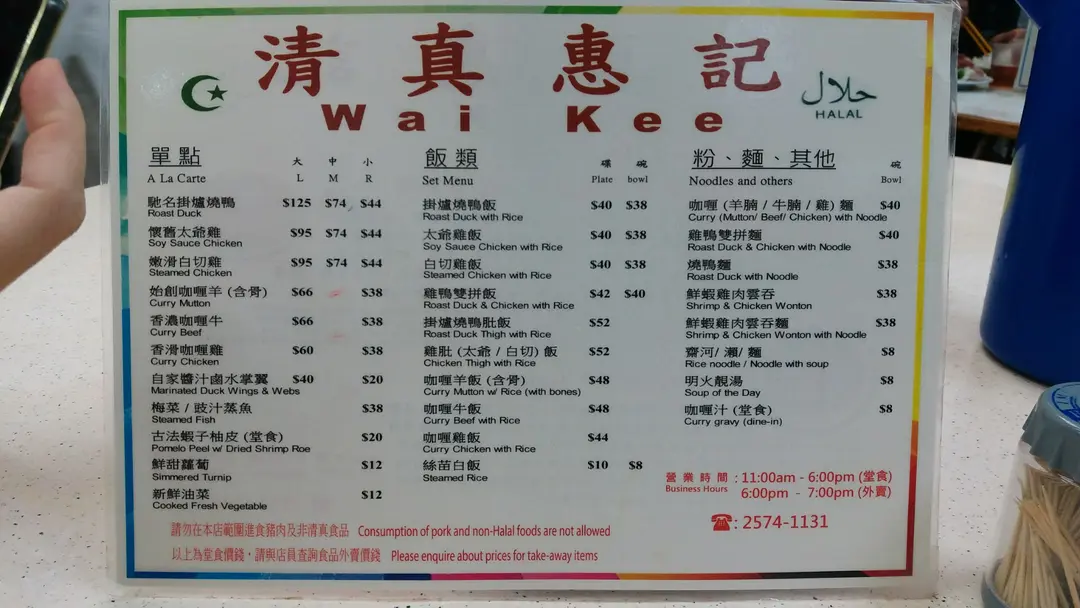 清真惠記
Wai Kee
حلال
HALAL
單點
A La Carte
大 中 小
L M R
馳名掛爐燒鴨 $125 $74 $44
Roast Duck
懷舊太爺雞 $95 $74 $44
Soy Sauce Chicken
嫩滑白切雞 $95 $74 $44
Steamed Chicken
始創咖喱羊 (含骨) $66 $38
Curry Mutton
香濃咖喱牛 $66 $38
Curry Beef
香滑咖喱雞 $60 $38
Curry Chicken
自家醬汁鹵水掌翼 $40 $20
Marinated Duck Wings & Webs
梅菜 / 豉汁蒸魚 $38
Steamed Fish
古法蝦子柚皮 (堂食) $20
Pomelo Peel w/ Dried Shrimp Roe
鮮甜蘿蔔 $12
Simmered Turnip
新鮮油菜 $12
Cooked Fresh Vegetable
飯類
Set Menu
碟 碗
Plate bowl
掛爐燒鴨飯 $40 $38
Roast Duck with Rice
太爺雞飯 $40 $38
Soy Sauce Chicken with Rice
白切雞飯 $40 $38
Steamed Chicken with Rice
雞鴨雙拼飯 $42 $40
Roast Duck & Chicken with Rice
掛爐燒鴨肶飯 $52
Roast Duck Thigh with Rice
雞肶 (太爺 / 白切) 飯 $52
Chicken Thigh with Rice
咖喱羊飯 (含骨) $48
Curry Mutton w/ Rice (with bones)
咖喱牛飯 $48
Curry Beef with Rice
咖喱雞飯 $44
Curry Chicken with Rice
絲苗白飯 $10 $8
Steamed Rice
粉、麵、其他
Noodles and others
碗
Bowl
咖喱 (羊腩 / 牛腩 / 雞) 麵 $40
Curry (Mutton/ Beef/ Chicken) with Noodle
雞鴨雙拼麵 $40
Roast Duck & Chicken with Noodle
燒鴨麵 $38
Roast Duck with Noodle
鮮蝦雞肉雲吞 $38
Shrimp & Chicken Wonton
鮮蝦雞肉雲吞麵 $38
Shrimp & Chicken Wonton with Noodle
齋河/ 瀨/ 麵 $8
Rice noodle / Noodle with soup
明火靚湯 $8
Soup of the Day
咖喱汁 (堂食) $8
Curry gravy (dine-in)
營業時間 : 11:00am - 6:00pm (堂食)
Business Hours 6:00pm - 7:00pm (外賣)
☎: 2574-1131
請勿在本店範圍進食豬肉及非清真食品 Consumption of pork and non-Halal foods are not allowed
以上為堂食價錢，請與店員查詢食品外賣價錢 Please enquire about prices for take-away items